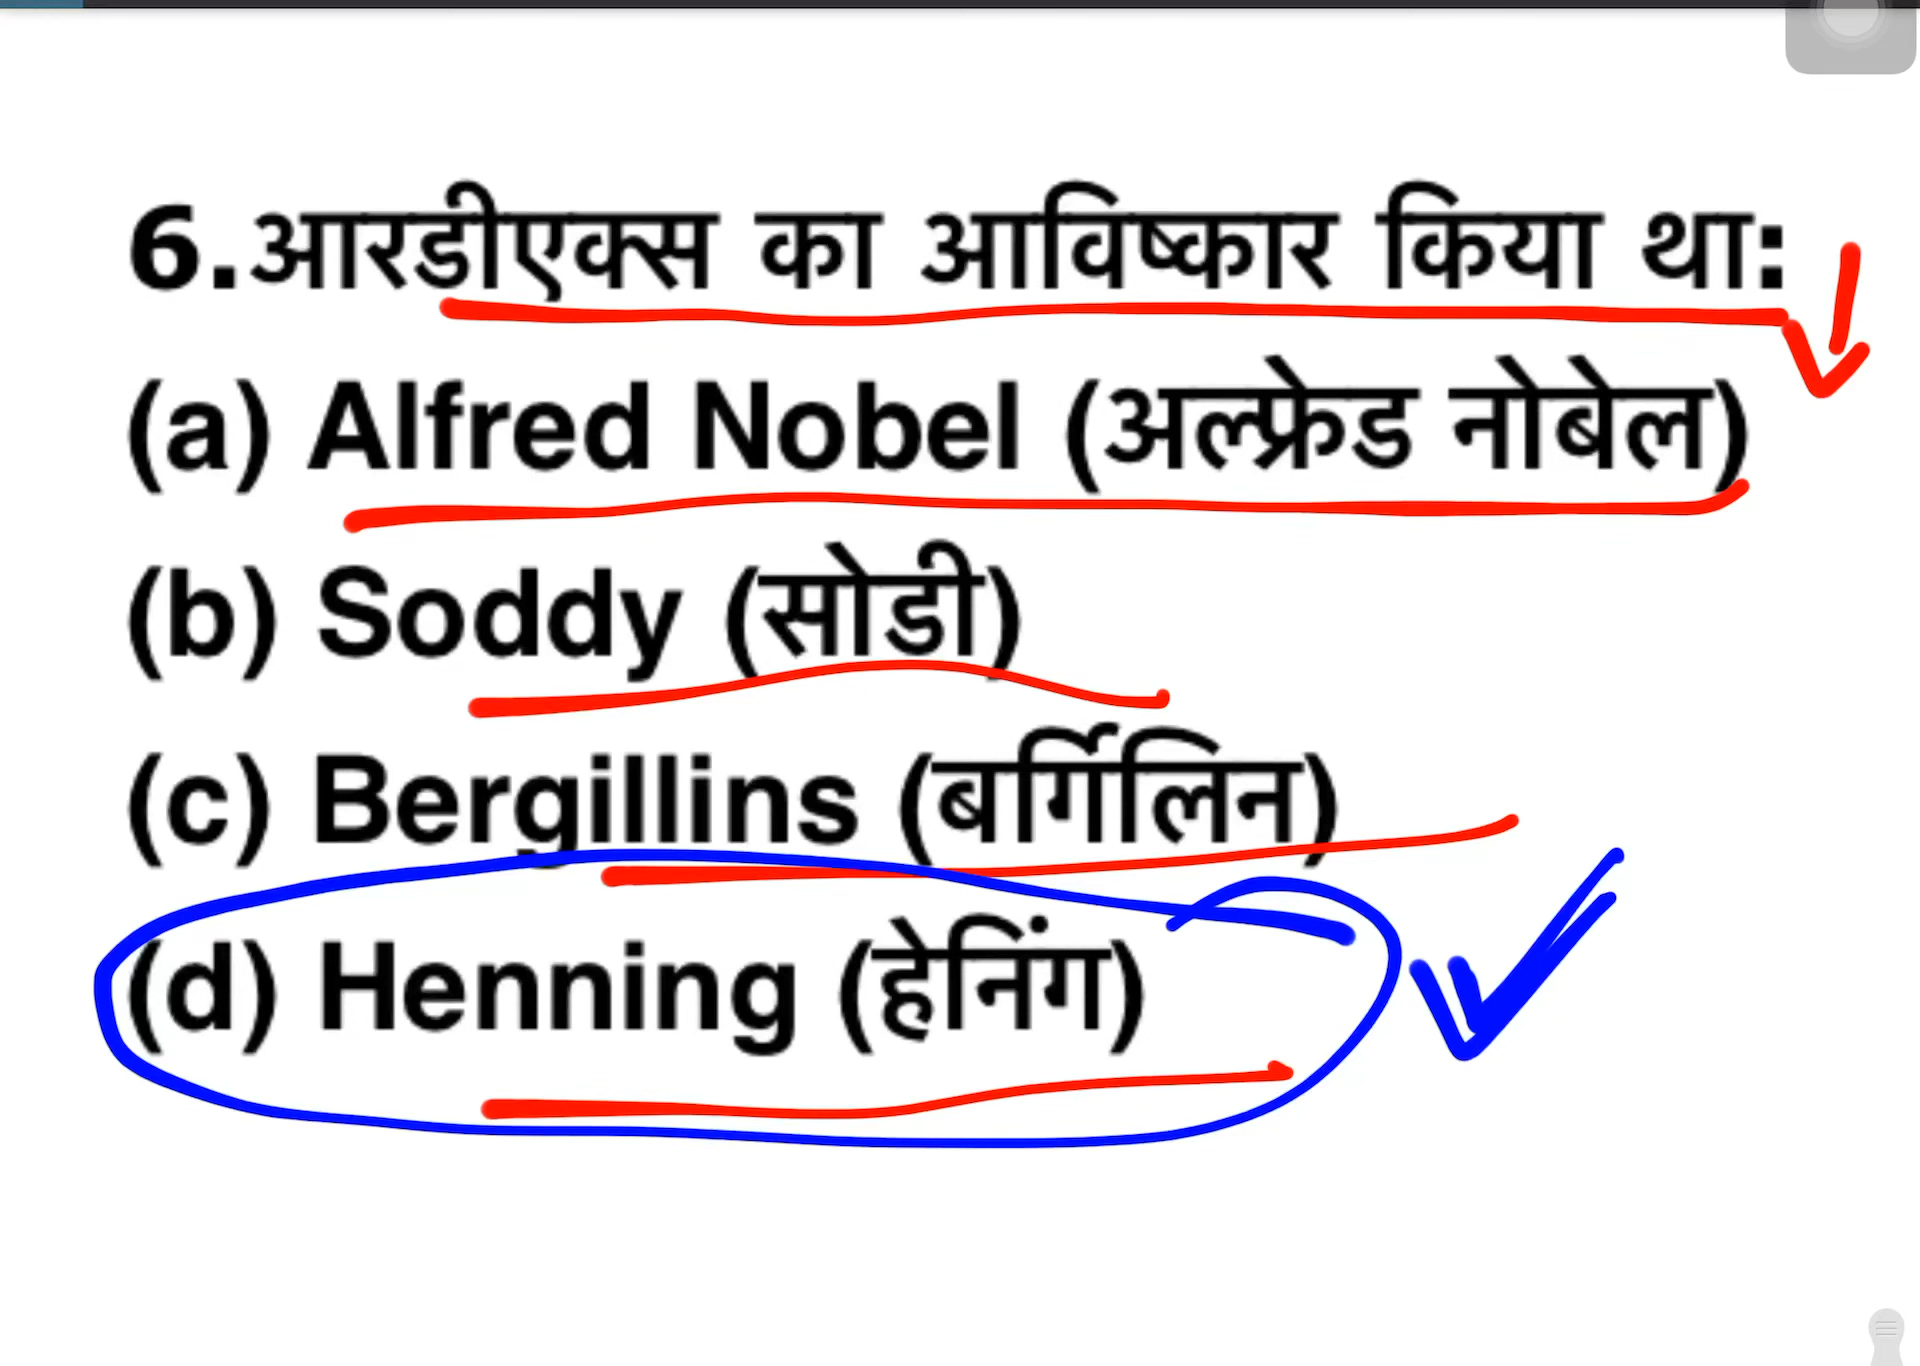 6.आरडीएक्स का आविष्कार किया था:
(a) Alfred Nobel (अल्फ्रेड नोबेल)
(b) Soddy (सोडी)
(c) Bergillins (बर्गिलिन)
(d) Henning (हेनिंग)